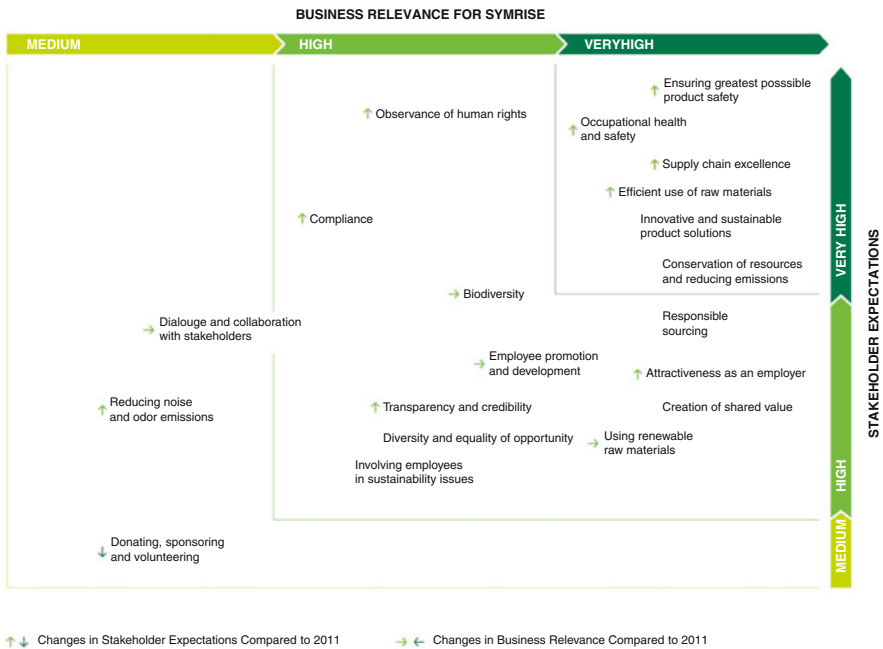 BUSINESS RELEVANCE FOR SYMRISE
MEDIUM
HIGH
VERYHIGH
Ensuring greatest posssible
product safety
Observance of human rights
Occupational health
and safety
Supply chain excellence
Efficient use of raw materials
Compliance
Innovative and sustainable
product solutions
Conservation of resources
and reducing emissions
Biodiversity
Responsible
sourcing
Dialouge and collaboration
with stakeholders
Employee promotion
and development
Attractiveness as an employer
Reducing noise
and odor emissions
Transparency and credibility
Creation of shared value
Diversity and equality of opportunity
Using renewable
raw materials
Involving employees
in sustainability issues
Donating, sponsoring
and volunteering
VERY HIGH
HIGH
MEDIUM
STAKEHOLDER EXPECTATIONS
Changes in Stakeholder Expectations Compared to 2011
Changes in Business Relevance Compared to 2011